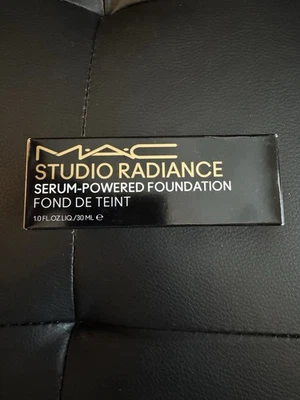 M·A·C
STUDIO RADIANCE
SERUM-POWERED FOUNDATION
FOND DE TEINT
1.0 FL.OZ.LIQ./30 ML ℮